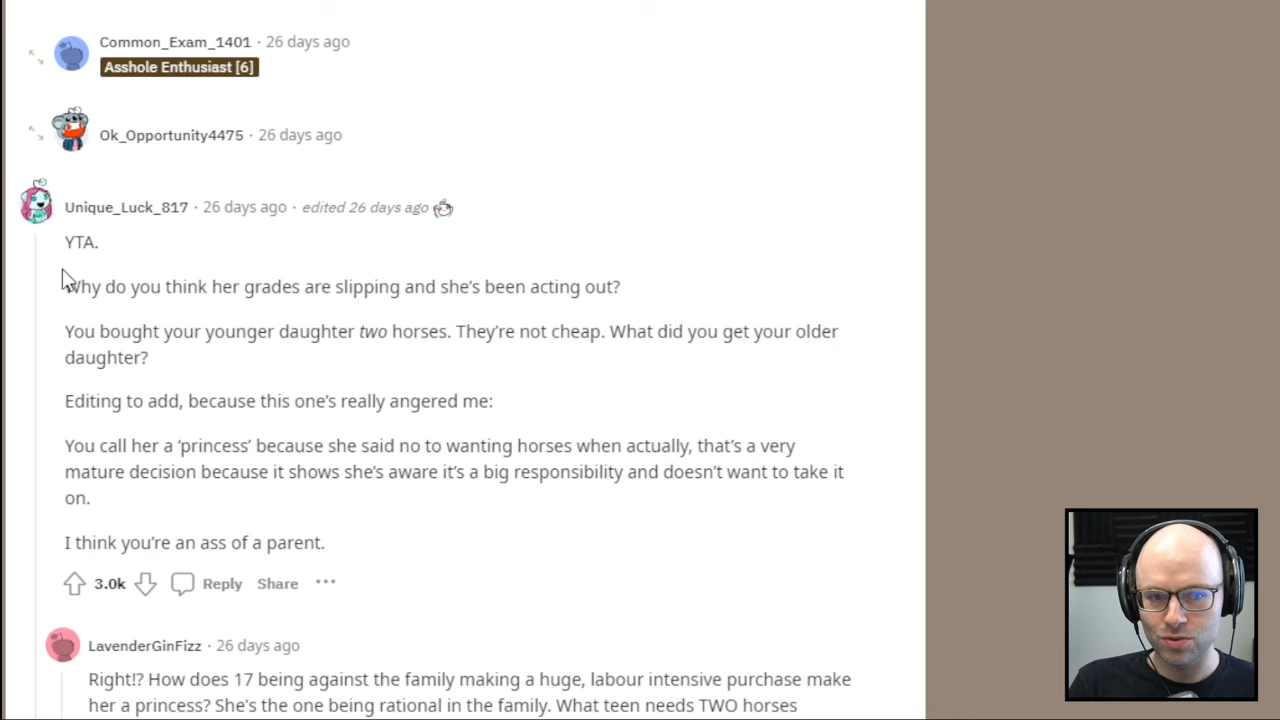 Common_Exam_1401 · 26 days ago
Asshole Enthusiast [6]
Ok_Opportunity4475 · 26 days ago
Unique_Luck_817 · 26 days ago · edited 26 days ago
YTA.
Why do you think her grades are slipping and she's been acting out?
You bought your younger daughter two horses. They're not cheap. What did you get your older
daughter?
Editing to add, because this one's really angered me:
You call her a ‘princess’ because she said no to wanting horses when actually, that's a very
mature decision because it shows she's aware it's a big responsibility and doesn't want to take it
on.
I think you're an ass of a parent.
3.0k Reply Share ···
LavenderGinFizz · 26 days ago
Right!? How does 17 being against the family making a huge, labour intensive purchase make
her a princess? She's the one being rational in the family. What teen needs TWO horses